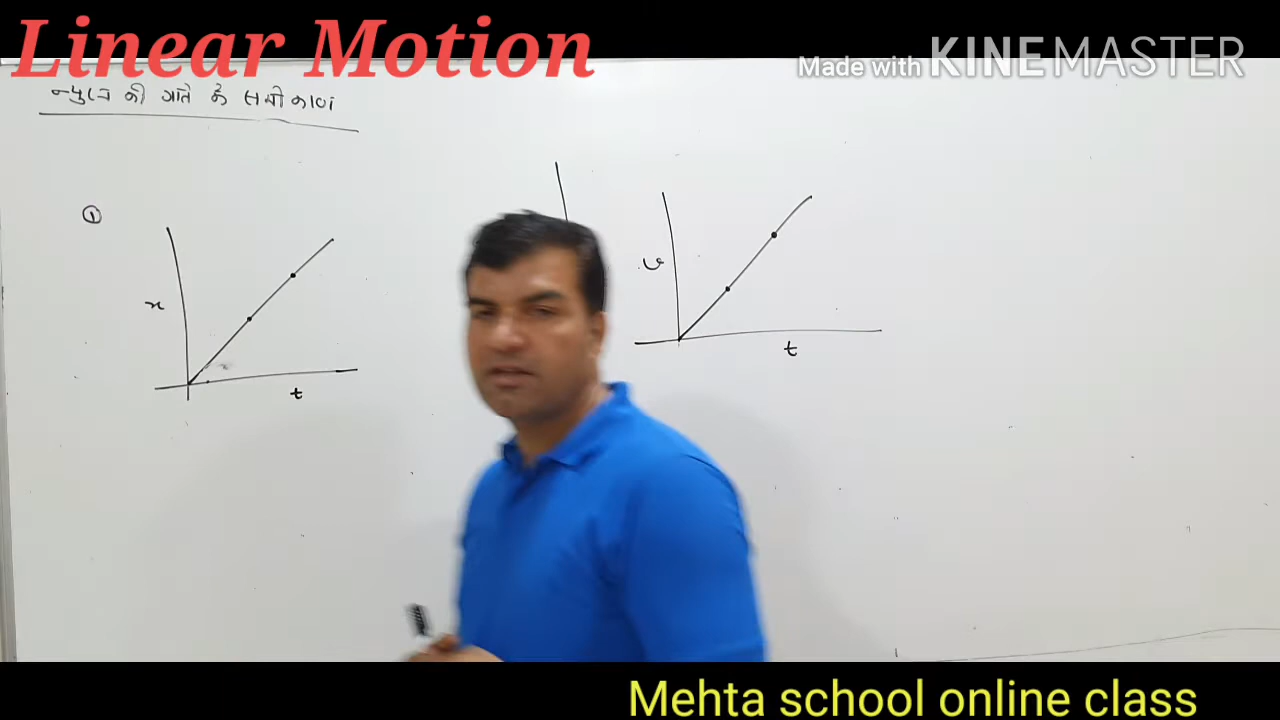 Linear Motion
Made with KINEMASTER
न्युटन की गति के समीकरण
①
x
t
v
t
Mehta school online class